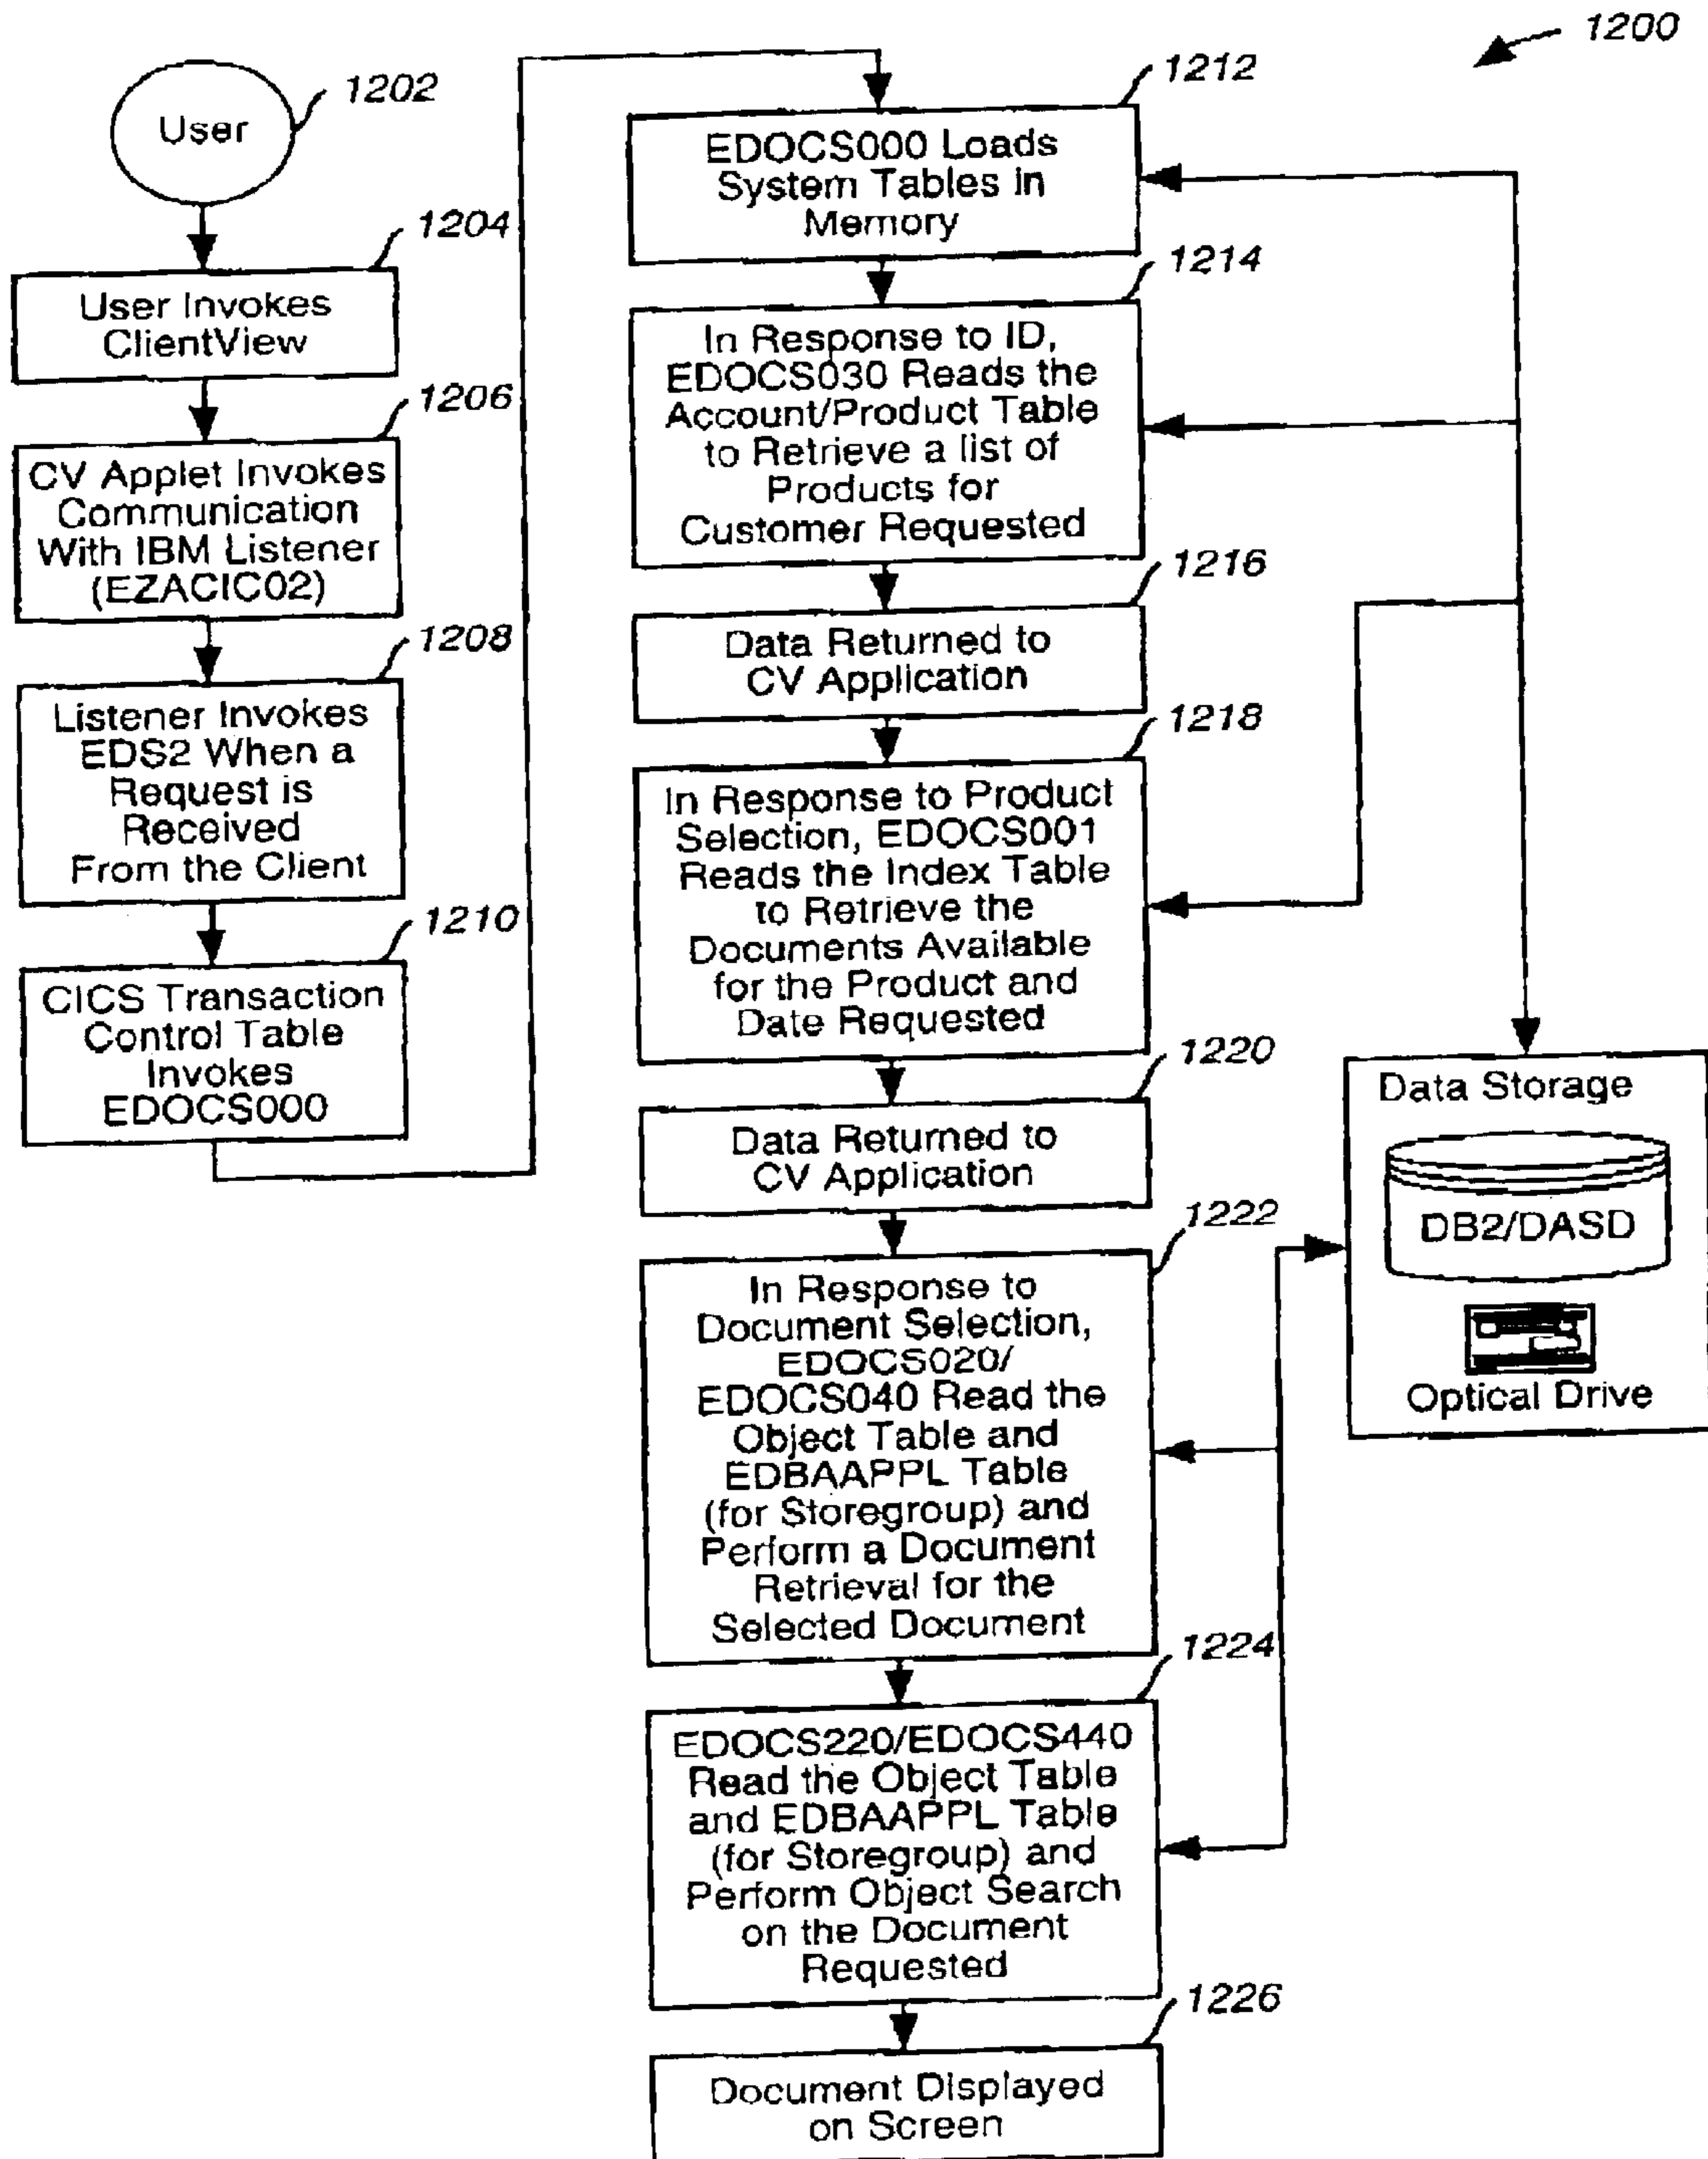 1200
1202
User
1204
User Invokes
ClientView
1206
CV Applet Invokes
Communication
With IBM Listener
(EZACIC02)
1208
Listener Invokes
EDS2 When a
Request is
Received
From the Client
1210
CICS Transaction
Control Table
Invokes
EDOCS000
1212
EDOCS000 Loads
System Tables in
Memory
1214
In Response to ID,
EDOCS030 Reads the
Account/Product Table
to Retrieve a list of
Products for
Customer Requested
1216
Data Returned to
CV Application
1218
In Response to Product
Selection, EDOCS001
Reads the Index Table
to Retrieve the
Documents Available
for the Product and
Date Requested
1220
Data Returned to
CV Application
1222
In Response to
Document Selection,
EDOCS020/
EDOCS040 Read the
Object Table and
EDBAAPPL Table
(for Storegroup) and
Perform a Document
Retrieval for the
Selected Document
1224
EDOCS220/EDOCS440
Read the Object Table
and EDBAAPPL Table
(for Storegroup) and
Perform Object Search
on the Document
Requested
1226
Document Displayed
on Screen
Data Storage
DB2/DASD
Optical Drive